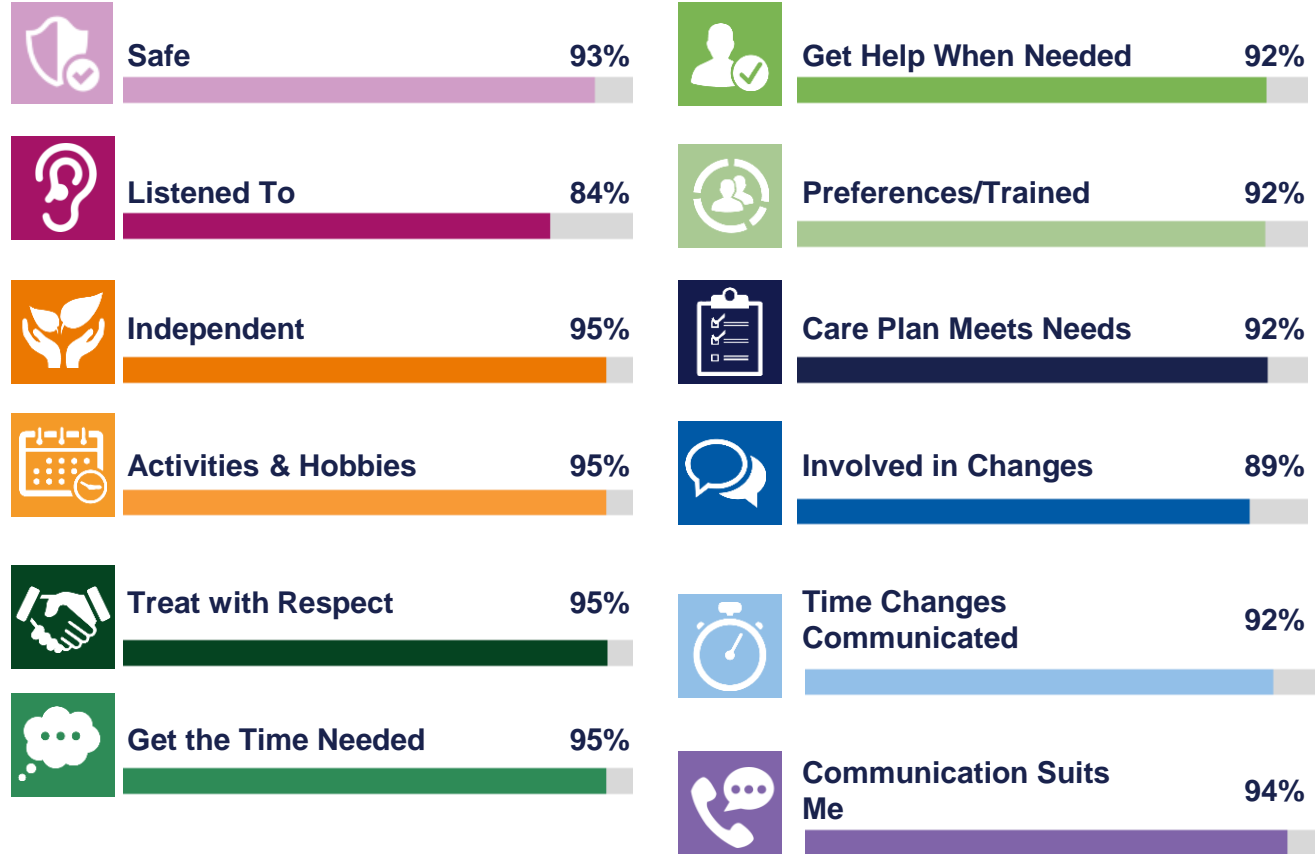 Safe 93%
Listened To 84%
Independent 95%
Activities & Hobbies 95%
Treat with Respect 95%
Get the Time Needed 95%
Get Help When Needed 92%
Preferences/Trained 92%
Care Plan Meets Needs 92%
Involved in Changes 89%
Time Changes
Communicated 92%
Communication Suits
Me 94%